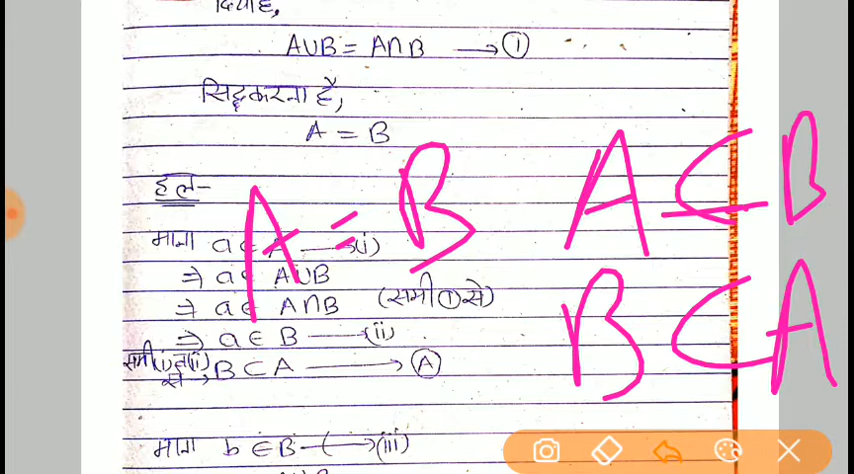 दिया है,
A∪B = A∩B → ①
सिद्ध करना है,
A = B
हल-
माना a ∈ A → (i)
⇒ a ∈ A∪B
⇒ a ∈ A∩B (समी ① से)
⇒ a ∈ B → (ii)
समी (i) व (ii) से, B ⊂ A → Ⓐ
माना b ∈ B → (iii)
A = B
A ⊆ B
B ⊂ A